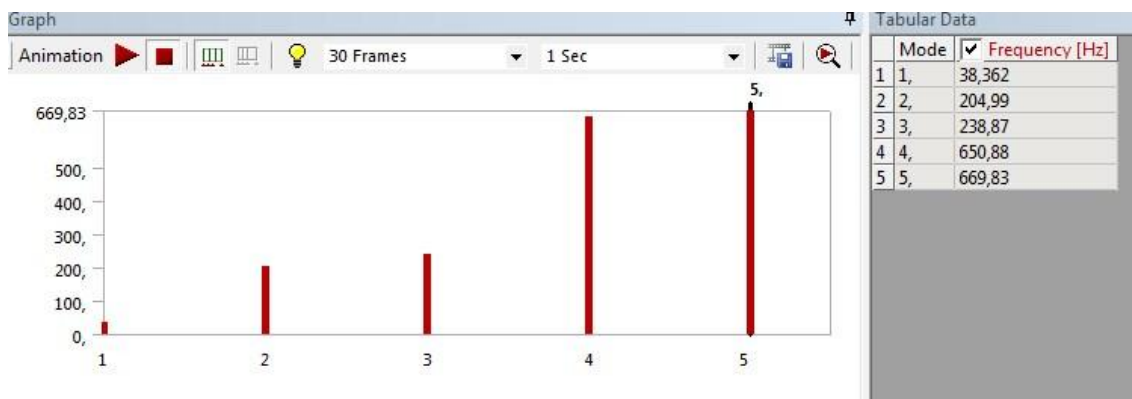 Graph
Animation 30 Frames 1 Sec
5,
669,83
500,
400,
300,
200,
100,
0,
1 2 3 4 5
Tabular Data
Mode Frequency [Hz]
1 1, 38,362
2 2, 204,99
3 3, 238,87
4 4, 650,88
5 5, 669,83